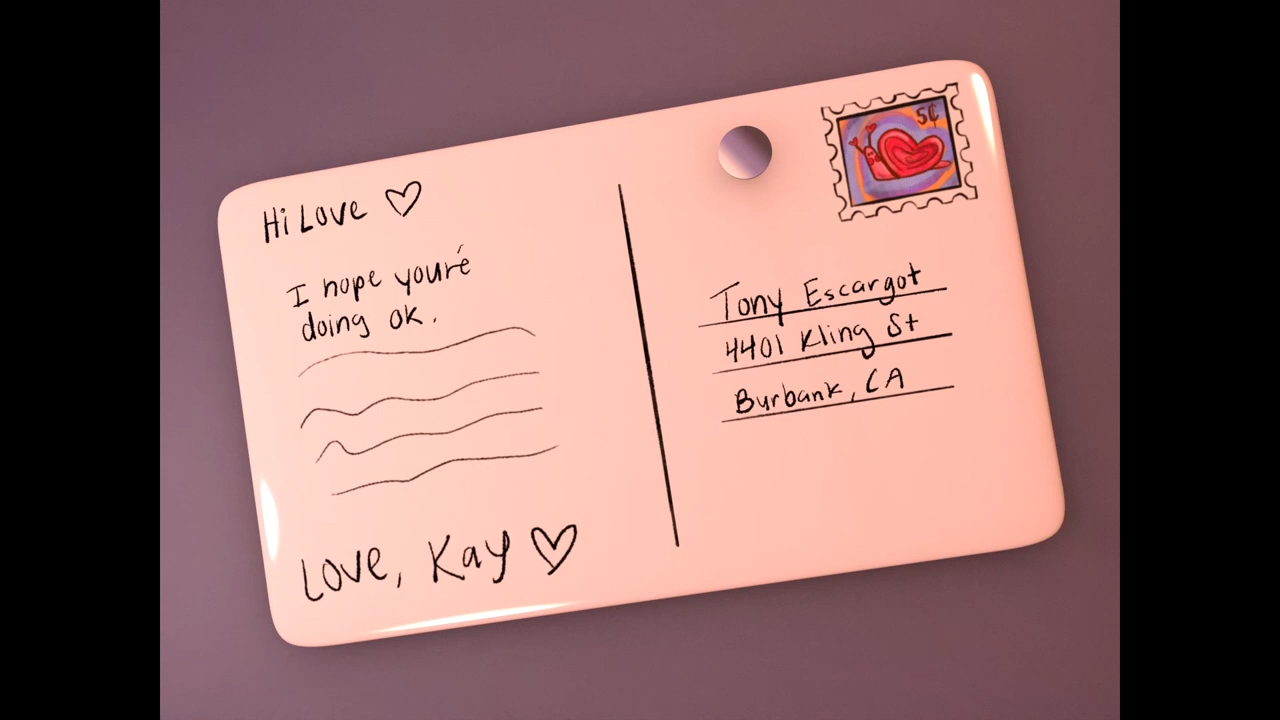 Hi Love ♡
I hope you're
doing ok.
Love, Kay ♡
5¢
Tony Escargot
4401 Kling St
Burbank, CA